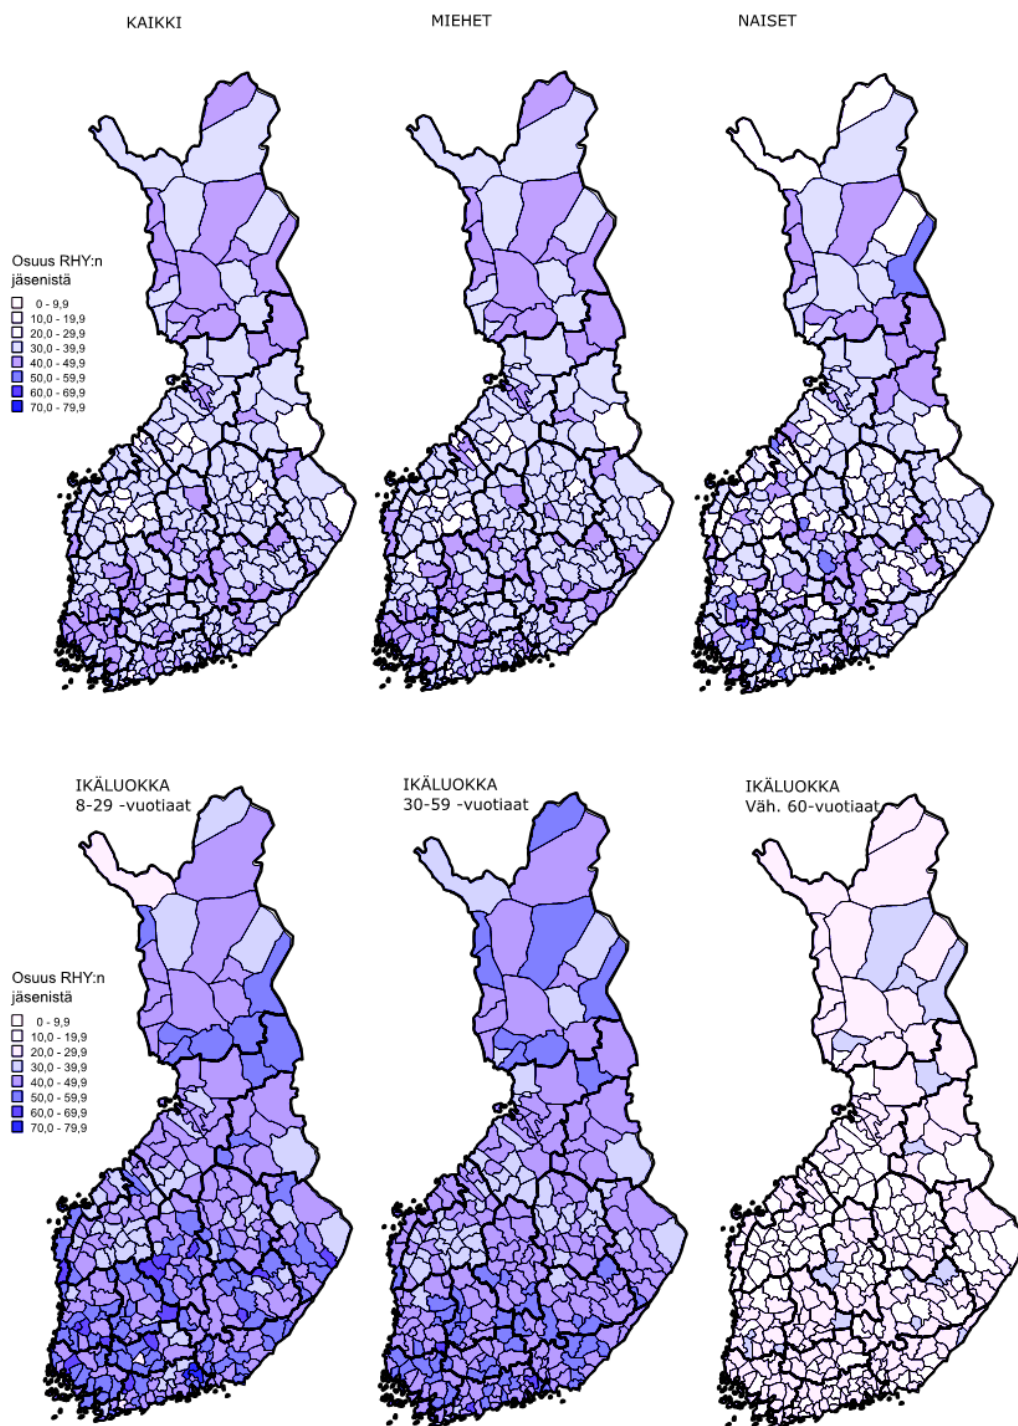 KAIKKI
MIEHET
NAISET
Osuus RHY:n
jäsenistä
0 - 9,9
10,0 - 19,9
20,0 - 29,9
30,0 - 39,9
40,0 - 49,9
50,0 - 59,9
60,0 - 69,9
70,0 - 79,9
IKÄLUOKKA
8-29 -vuotiaat
IKÄLUOKKA
30-59 -vuotiaat
IKÄLUOKKA
Väh. 60-vuotiaat
Osuus RHY:n
jäsenistä
0 - 9,9
10,0 - 19,9
20,0 - 29,9
30,0 - 39,9
40,0 - 49,9
50,0 - 59,9
60,0 - 69,9
70,0 - 79,9